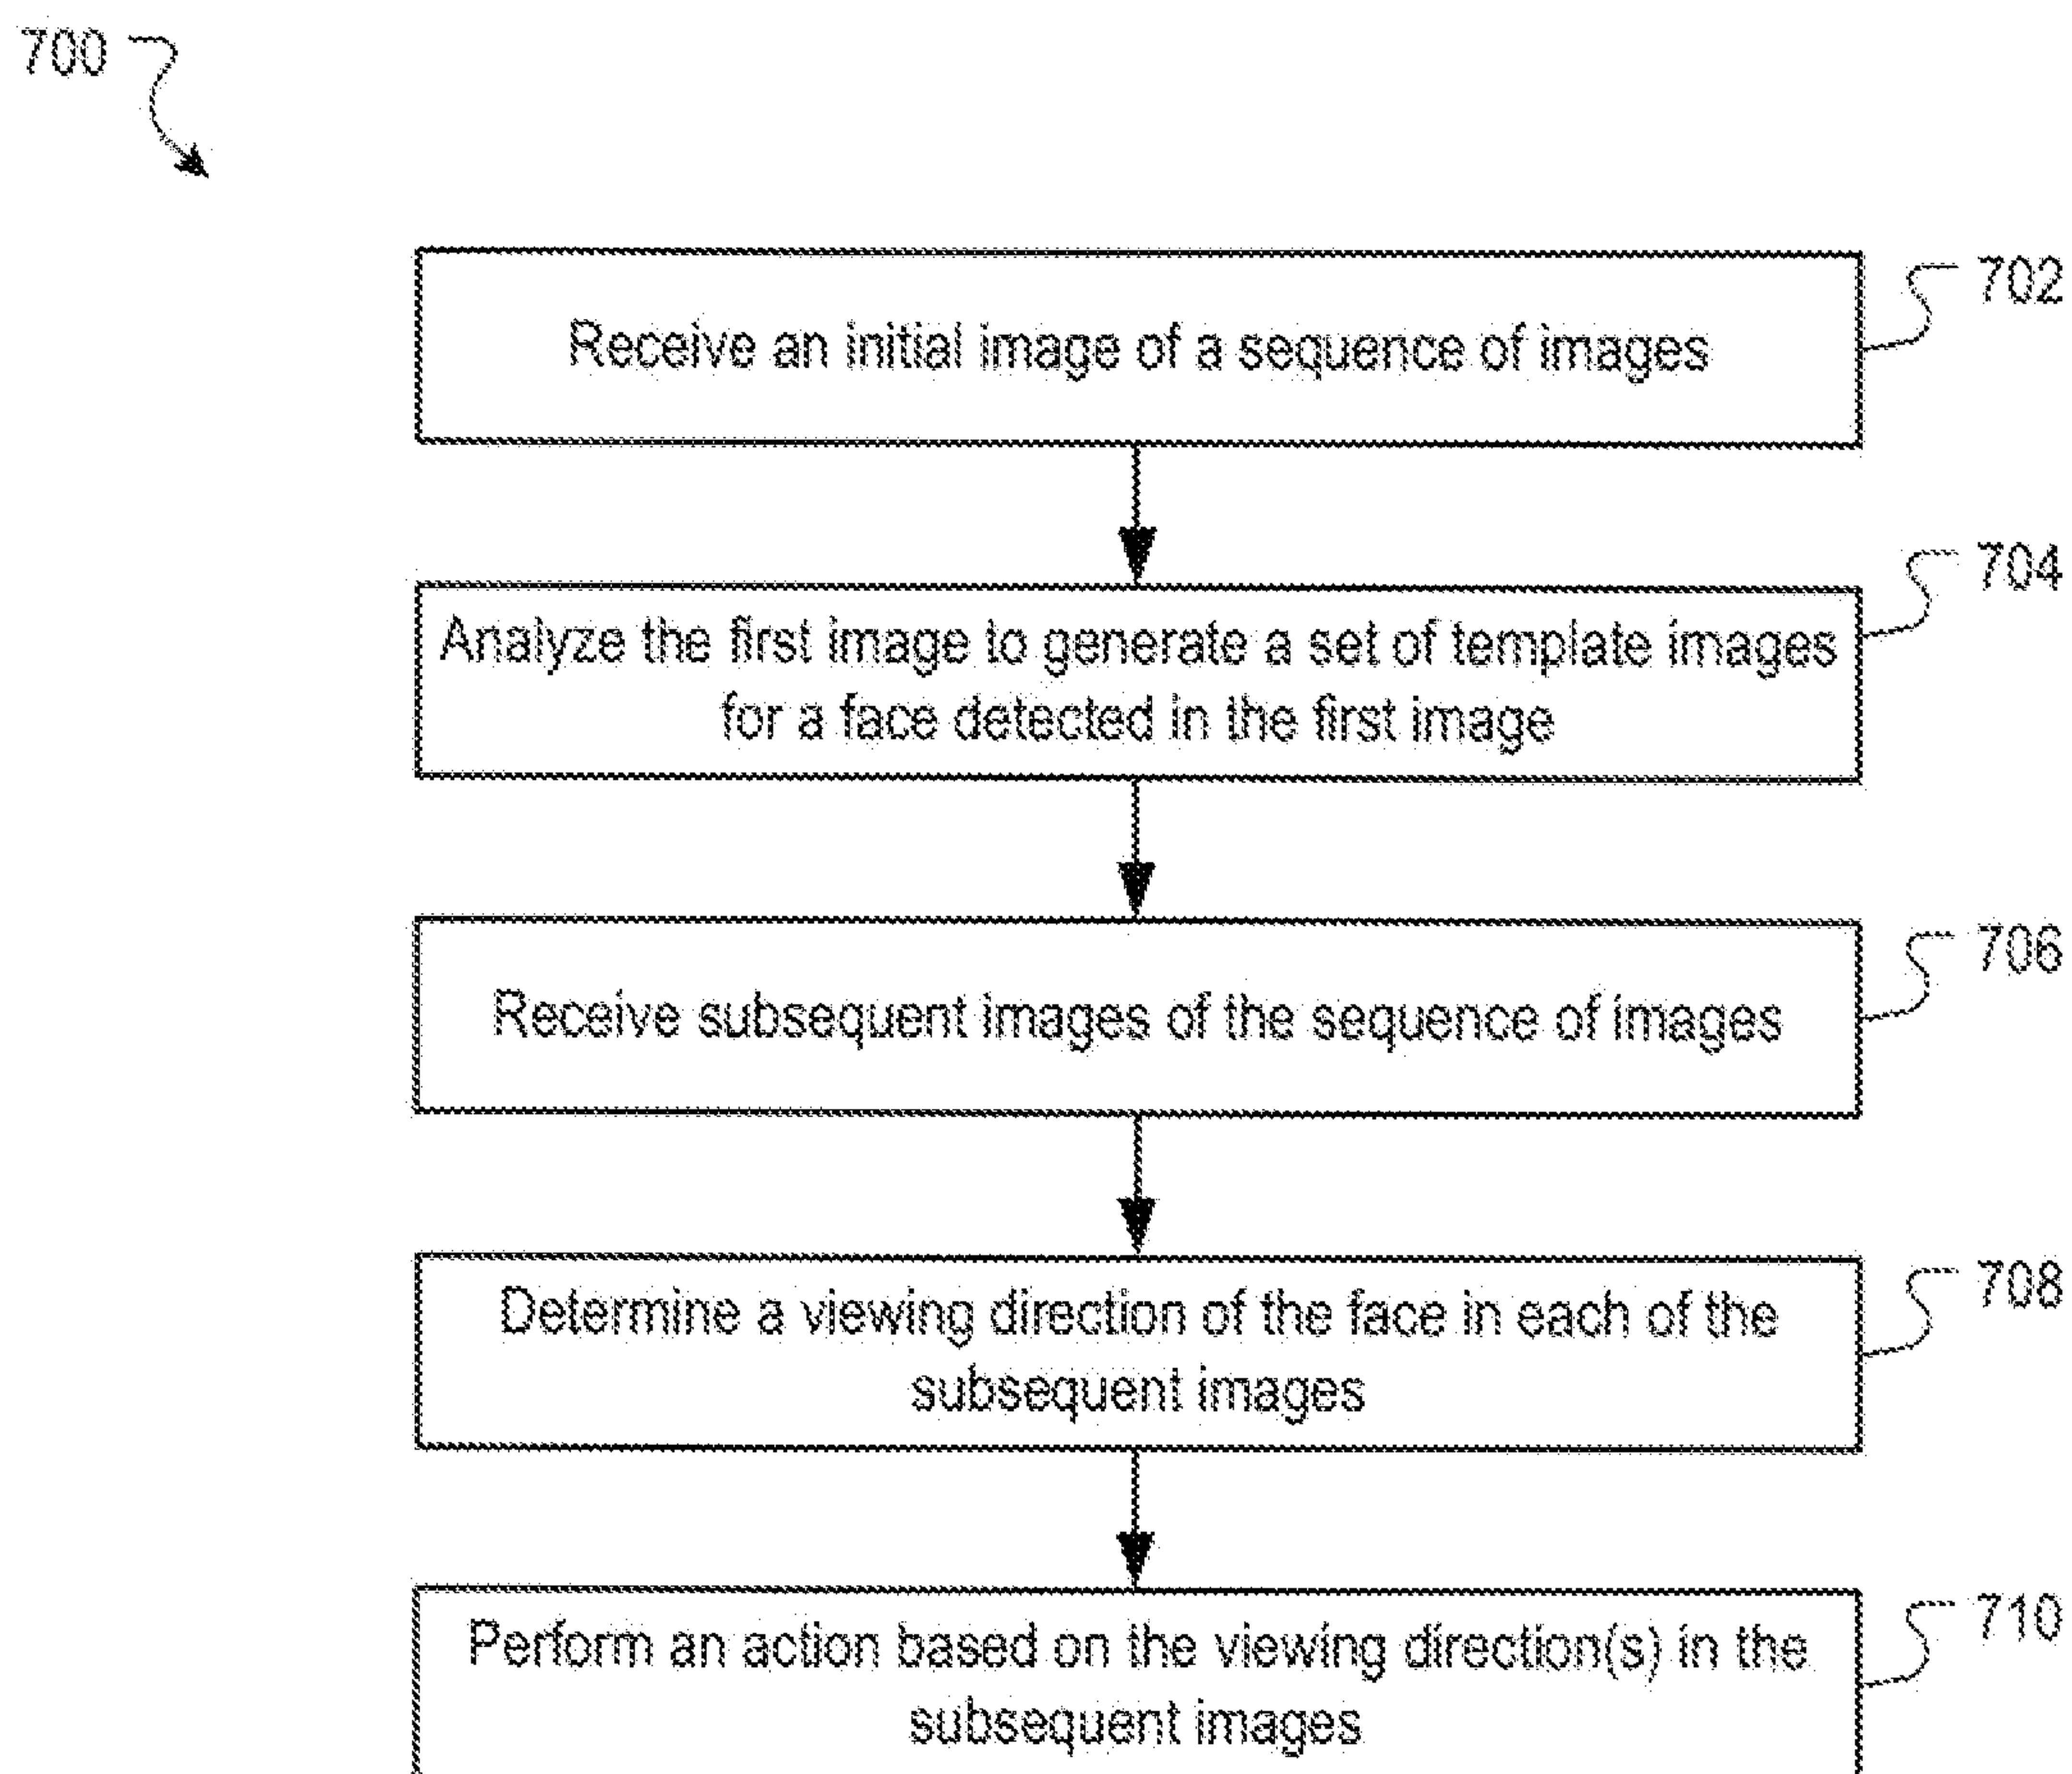 700
Receive an initial image of a sequence of images
702
Analyze the first image to generate a set of template images
for a face detected in the first image
704
Receive subsequent images of the sequence of images
706
Determine a viewing direction of the face in each of the
subsequent images
708
Perform an action based on the viewing direction(s) in the
subsequent images
710